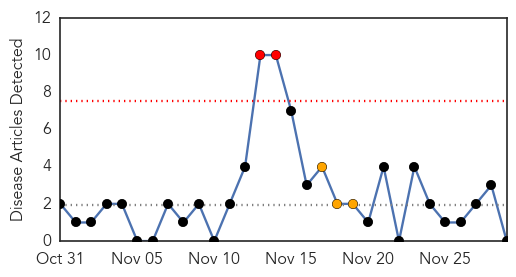 12
10
8
6
4
2
0
Disease Articles Detected
Oct 31
Nov 05
Nov 10
Nov 15
Nov 20
Nov 25